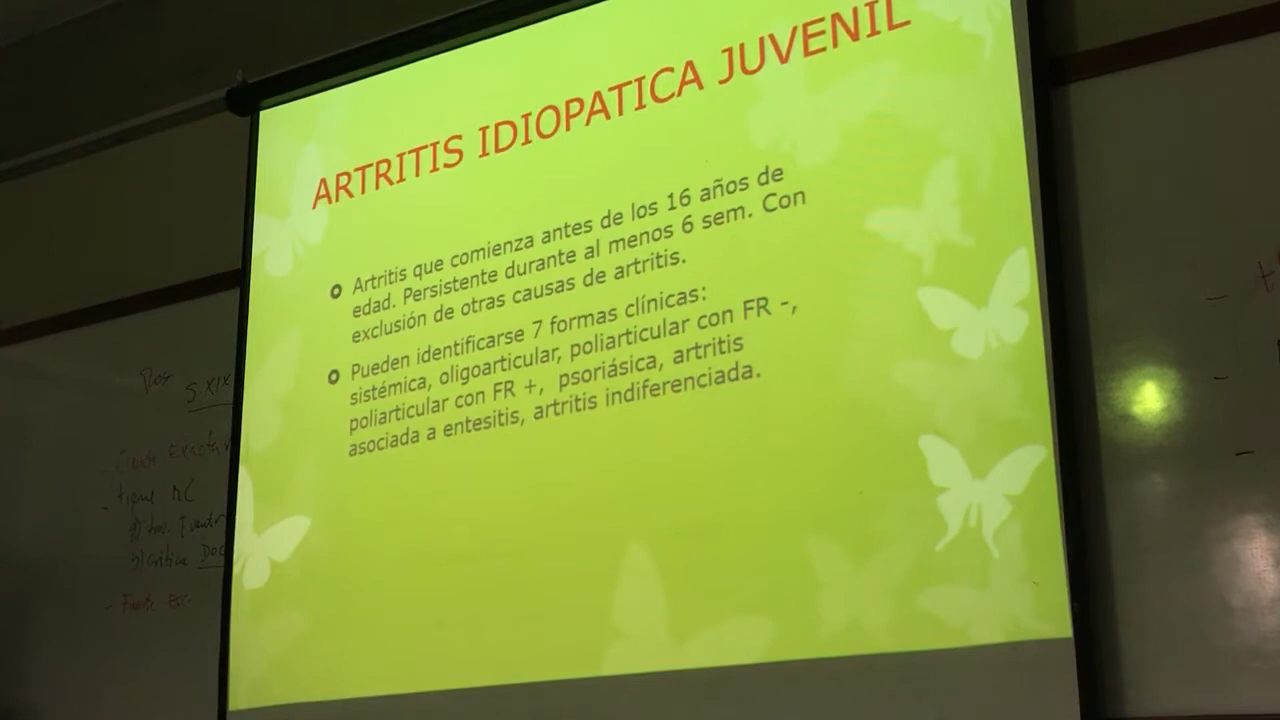 ARTRITIS IDIOPATICA JUVENIL
Artritis que comienza antes de los 16 años de
edad. Persistente durante al menos 6 sem. Con
exclusión de otras causas de artritis.
Pueden identificarse 7 formas clínicas:
sistémica, oligoarticular, poliarticular con FR -,
poliarticular con FR +, psoriásica, artritis
asociada a entesitis, artritis indiferenciada.
S. XIX
tiene